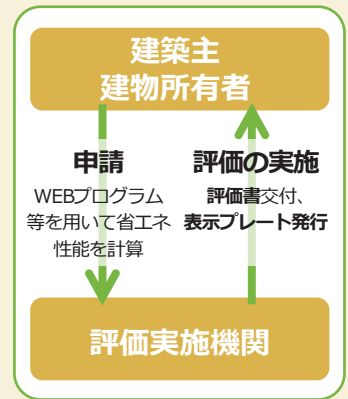 建築主
建物所有者
申請
WEBプログラム
等を用いて省エネ
性能を計算
評価の実施
評価書交付、
表示プレート発行
評価実施機関